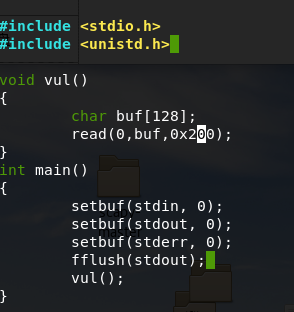 #include <stdio.h>
#include <unistd.h>
void vul()
{
char buf[128];
read(0,buf,0x200);
}
int main()
{
setbuf(stdin, 0);
setbuf(stdout, 0);
setbuf(stderr, 0);
fflush(stdout);
vul();
}